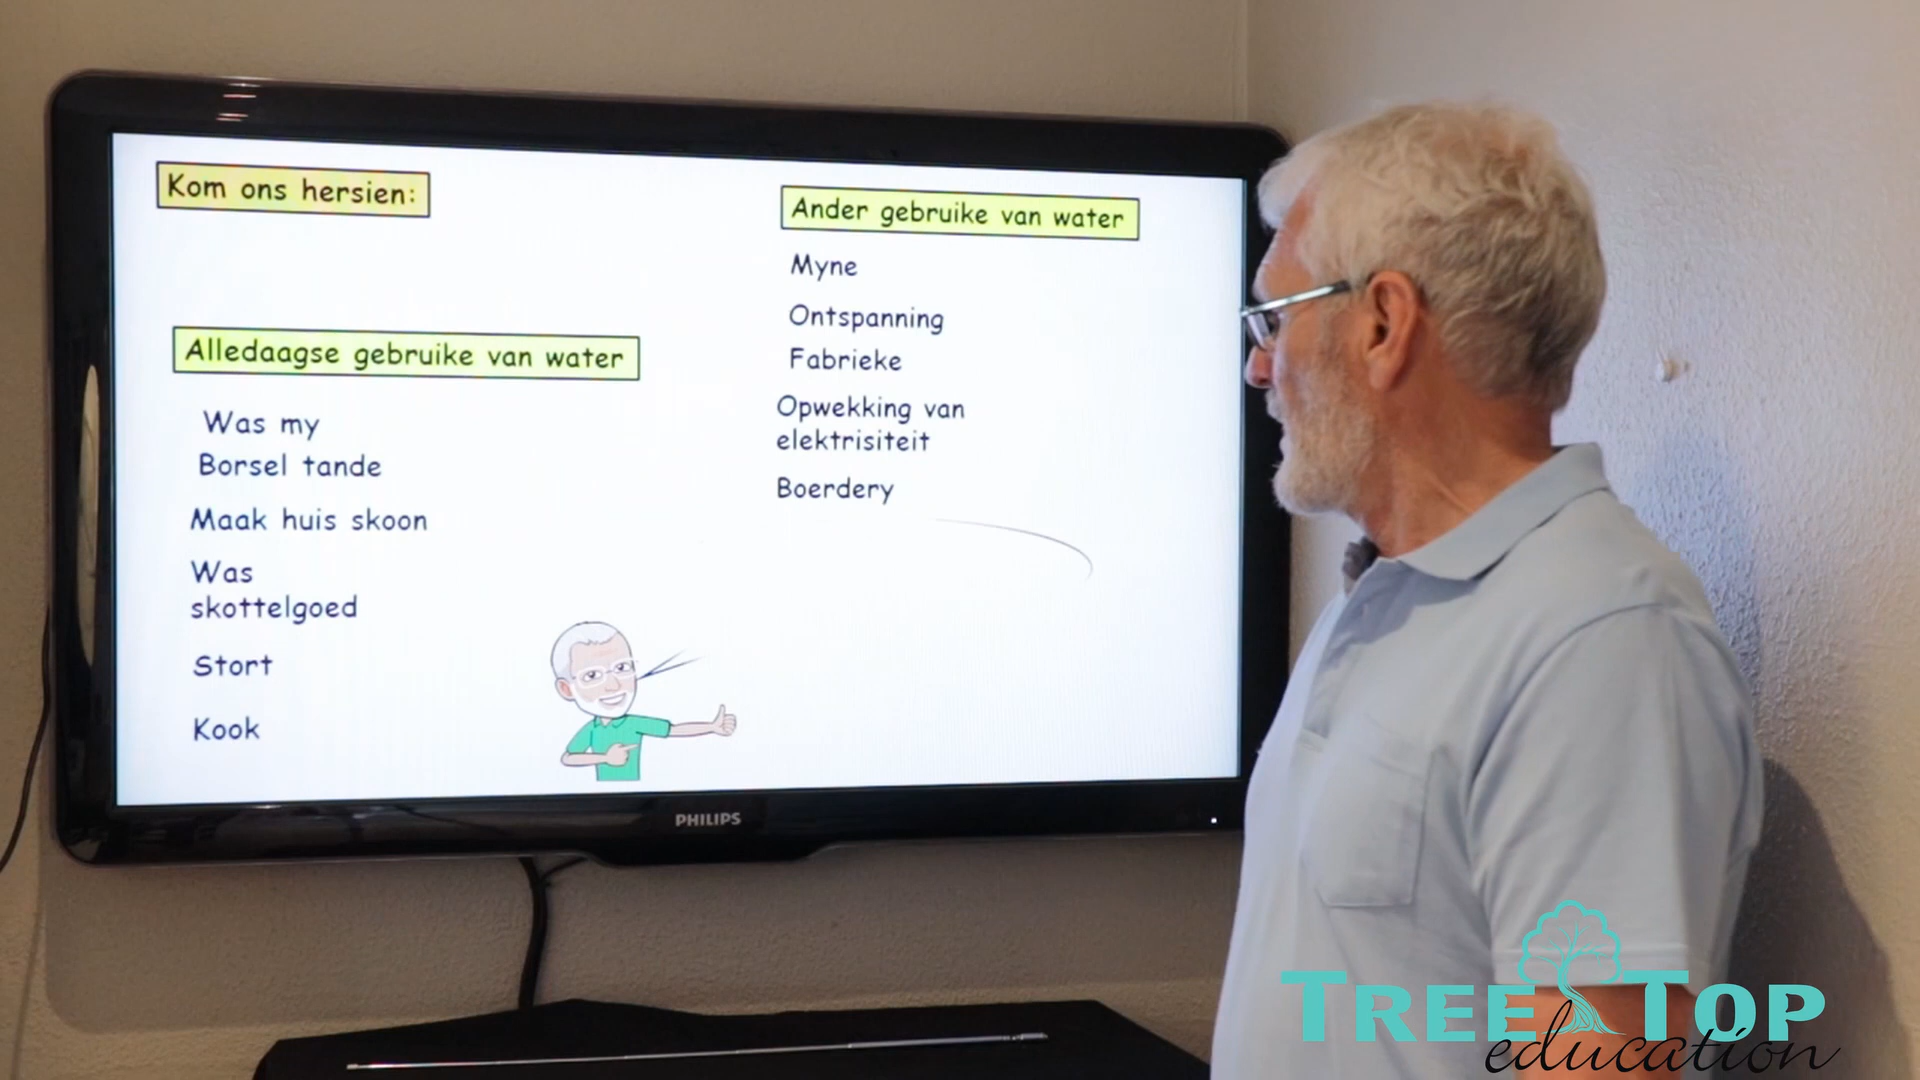 Kom ons hersien:
Alledaagse gebruike van water
Was my
Borsel tande
Maak huis skoon
Was
skottelgoed
Stort
Kook
Ander gebruike van water
Myne
Ontspanning
Fabrieke
Opwekking van
elektrisiteit
Boerdery
PHILIPS
TREE TOP
education